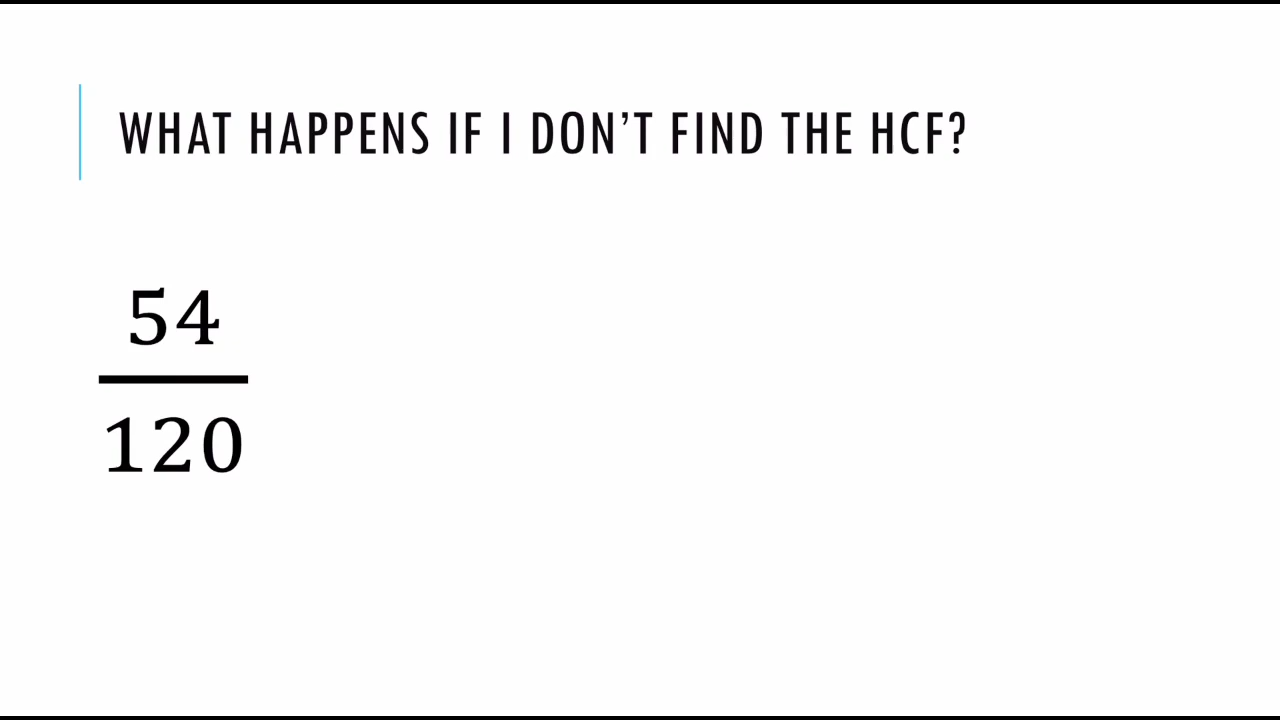 WHAT HAPPENS IF I DON’T FIND THE HCF?
54
120